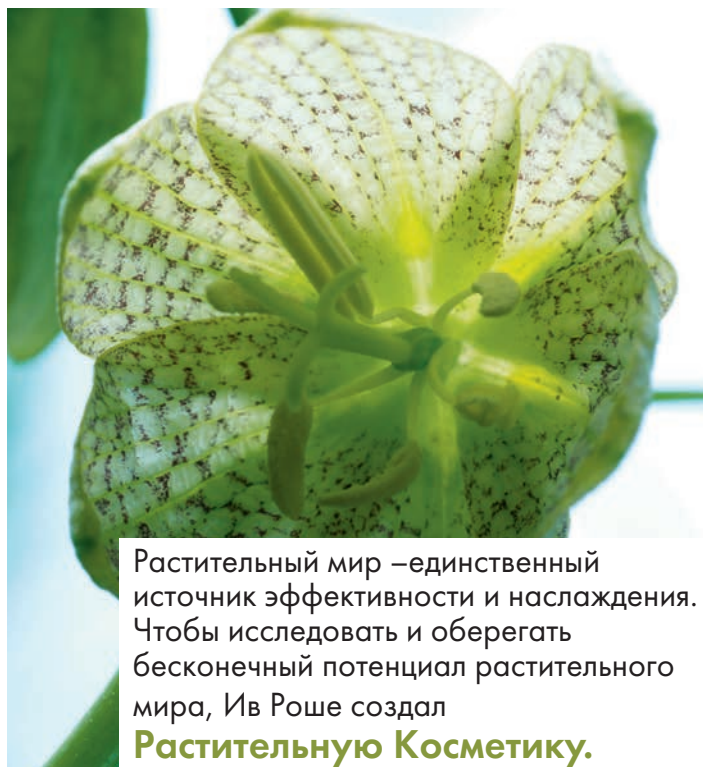 Растительный мир –единственный
источник эффективности и наслаждения.
Чтобы исследовать и оберегать
бесконечный потенциал растительного
мира, Ив Роше создал
Растительную Косметику.